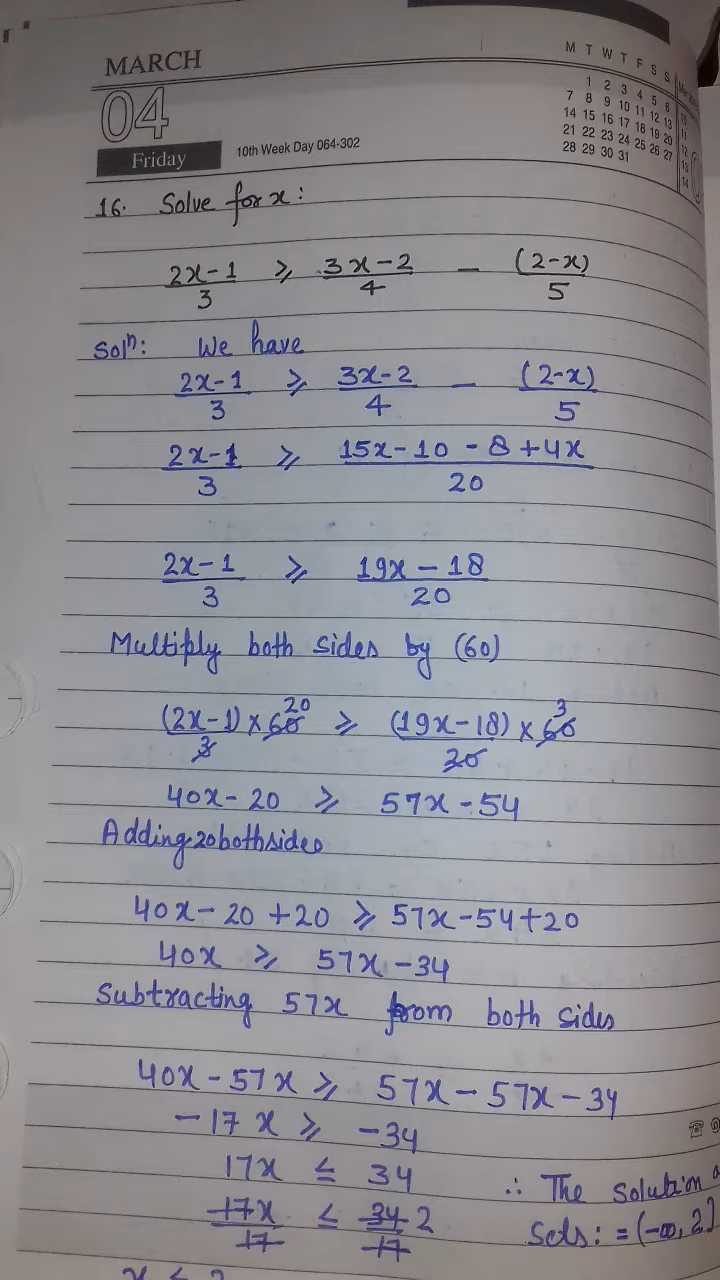 MARCH
04
Friday
10th Week Day 064-302
M T W T F S S
1 2 3 4 5 6
7 8 9 10 11 12 13
14 15 16 17 18 19 20
21 22 23 24 25 26 27
28 29 30 31
16. Solve for x:
(2x-1)/3 ≥ (3x-2)/4 - (2-x)/5
Solⁿ: We have
(2x-1)/3 ≥ (3x-2)/4 - (2-x)/5
(2x-1)/3 ≥ (15x-10-8+4x)/20
(2x-1)/3 ≥ (19x-18)/20
Multiply both sides by (60)
(2x-1)/3 × 60 20 ≥ (19x-18)/20 × 60 3
40x-20 ≥ 57x-54
Adding 20 both sides
40x-20+20 ≥ 57x-54+20
40x ≥ 57x-34
Subtracting 57x from both sides
40x-57x ≥ 57x-57x-34
-17x ≥ -34
17x ≤ 34
17x/17 ≤ 34/17 2
∴ The solution
Sets: = (-∞, 2]